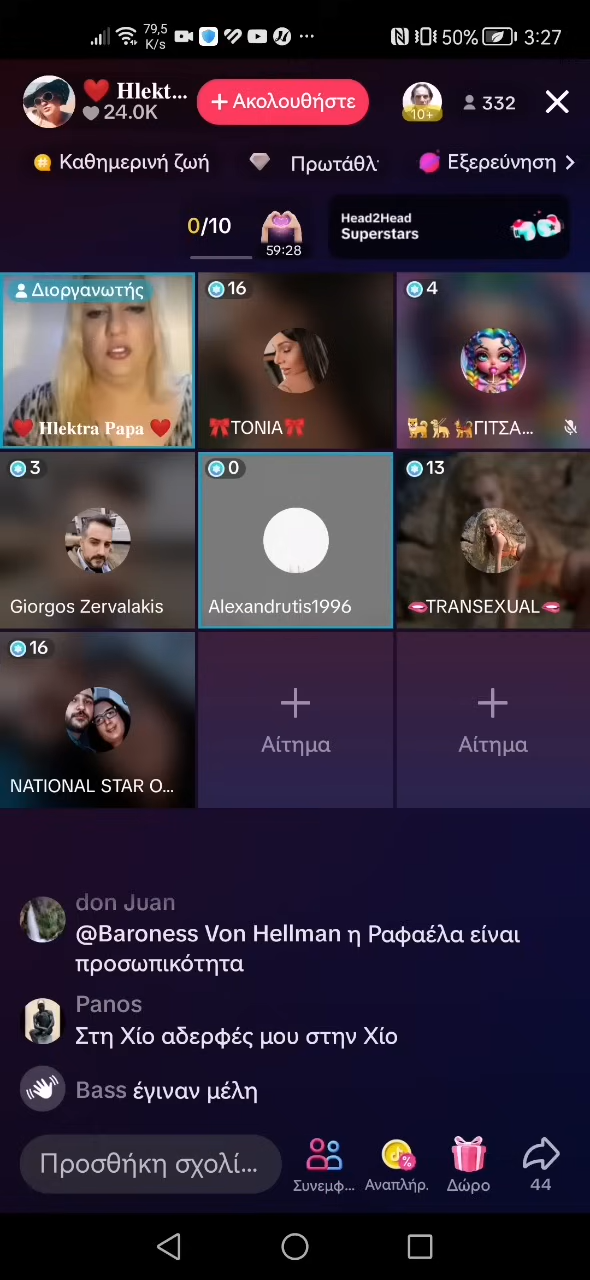 79,5
K/s
50%
3:27
❤️ Hlekt...
24.0K
+ Ακολουθήστε
10+
332
Καθημερινή ζωή
Πρωτάθλ
Εξερεύνηση
0/10
59:28
Head2Head
Superstars
Διοργανωτής
❤️ Hlektra Papa ❤️
16
🎀TONIA🎀
4
🐕🐕‍🦺🐈ΓΙΤΣΑ...
3
Giorgos Zervalakis
0
Alexandrutis1996
13
🫦TRANSEXUAL🫦
16
NATIONAL STAR O...
Αίτημα
Αίτημα
don Juan
@Baroness Von Hellman η Ραφαέλα είναι
προσωπικότητα
Panos
Στη Χίο αδερφές μου στην Χίο
Bass έγιναν μέλη
Προσθήκη σχολί...
Συνεμφ...
Αναπλήρ.
Δώρο
44